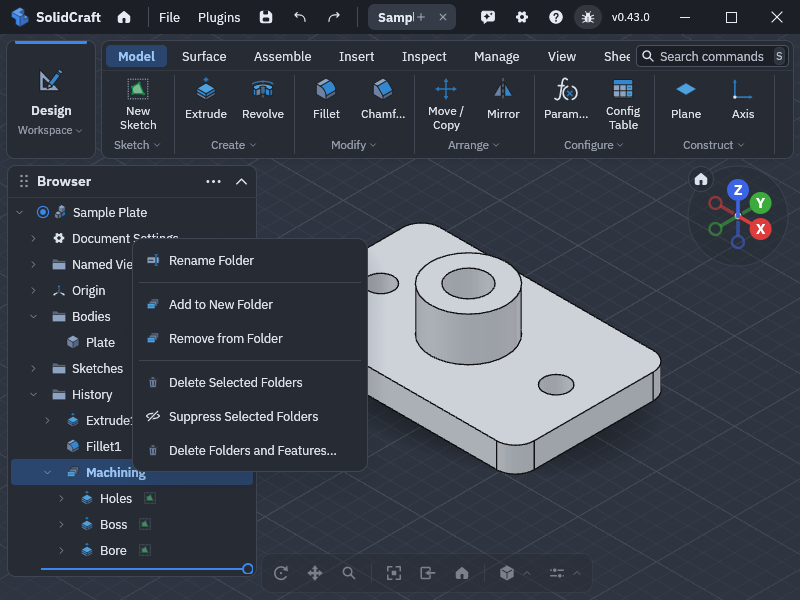 SolidCraft File Plugins Sampl v0.43.0
Design
Workspace
Model Surface Assemble Insert Inspect Manage View Search commands S
New Sketch Extrude Revolve Fillet Chamf... Move / Copy Mirror Param... Config Table Plane Axis
Sketch Create Modify Arrange Configure Construct
Browser
Z
Y
X
Sample Plate
Document Settings
Named Vie
Origin
Bodies
Plate
Sketches
History
Extrude1
Fillet1
Machining
Holes
Boss
Bore
Rename Folder
Add to New Folder
Remove from Folder
Delete Selected Folders
Suppress Selected Folders
Delete Folders and Features...